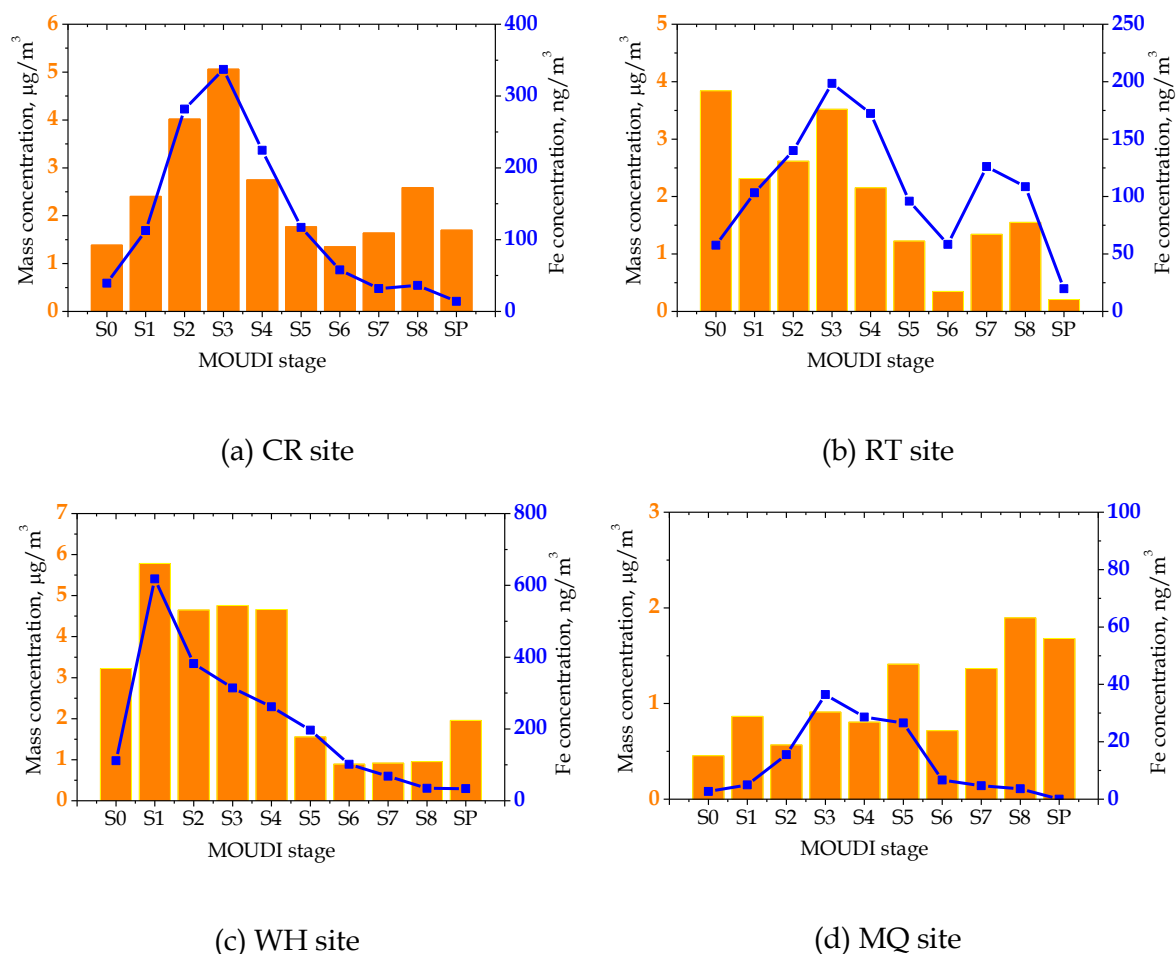 6
5
4
3
2
1
0
Mass concentration, µg/m³
400
300
200
100
0
Fe concentration, ng/m³
S0 S1 S2 S3 S4 S5 S6 S7 S8 SP
MOUDI stage
(a) CR site
5
4
3
2
1
0
Mass concentration, µg/m³
250
200
150
100
50
0
Fe concentration, ng/m³
S0 S1 S2 S3 S4 S5 S6 S7 S8 SP
MOUDI stage
(b) RT site
7
6
5
4
3
2
1
0
Mass concentration, µg/m³
800
600
400
200
0
Fe concentration, ng/m³
S0 S1 S2 S3 S4 S5 S6 S7 S8 SP
MOUDI stage
(c) WH site
3
2
1
0
Mass concentration, µg/m³
100
80
60
40
20
0
Fe concentration, ng/m³
S0 S1 S2 S3 S4 S5 S6 S7 S8 SP
MOUDI stage
(d) MQ site